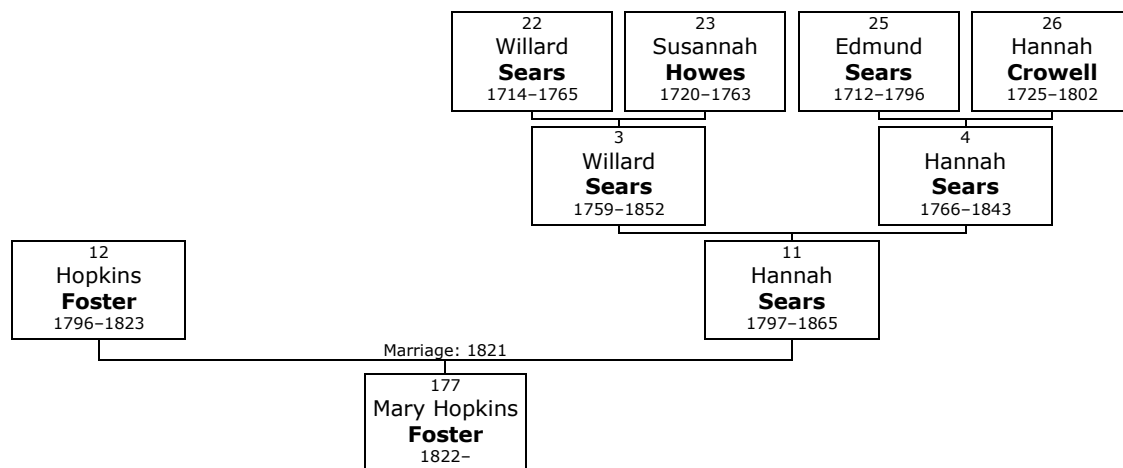 22
Willard
Sears
1714–1765
23
Susannah
Howes
1720–1763
25
Edmund
Sears
1712–1796
26
Hannah
Crowell
1725–1802
3
Willard
Sears
1759–1852
4
Hannah
Sears
1766–1843
12
Hopkins
Foster
1796–1823
11
Hannah
Sears
1797–1865
Marriage: 1821
177
Mary Hopkins
Foster
1822–